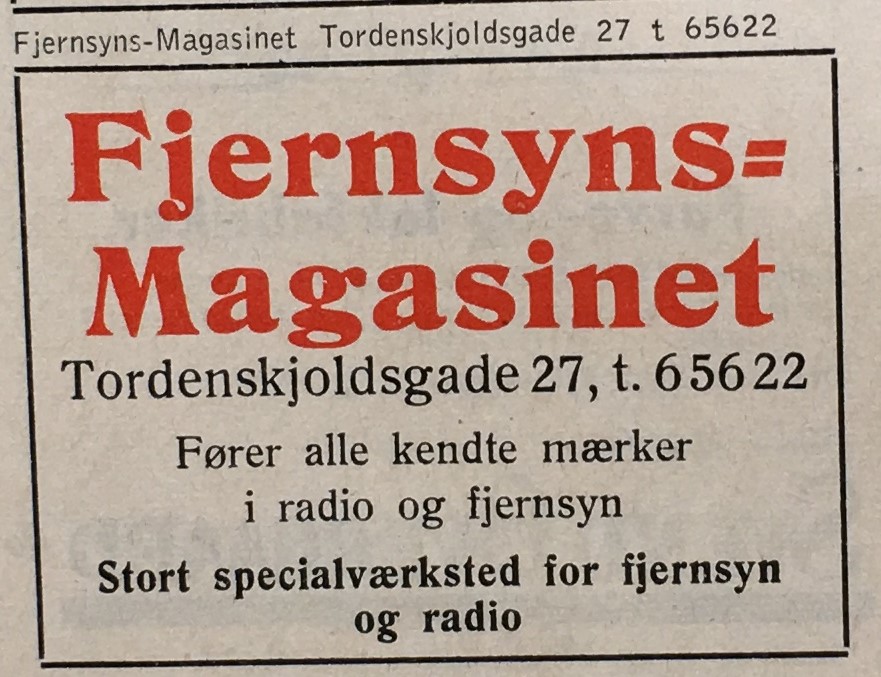 Fjernsyns-Magasinet Tordenskjoldsgade 27 t 65622
Fjernsyns=
Magasinet
Tordenskjoldsgade 27, t. 65622
Fører alle kendte mærker
i radio og fjernsyn
Stort specialværksted for fjernsyn
og radio